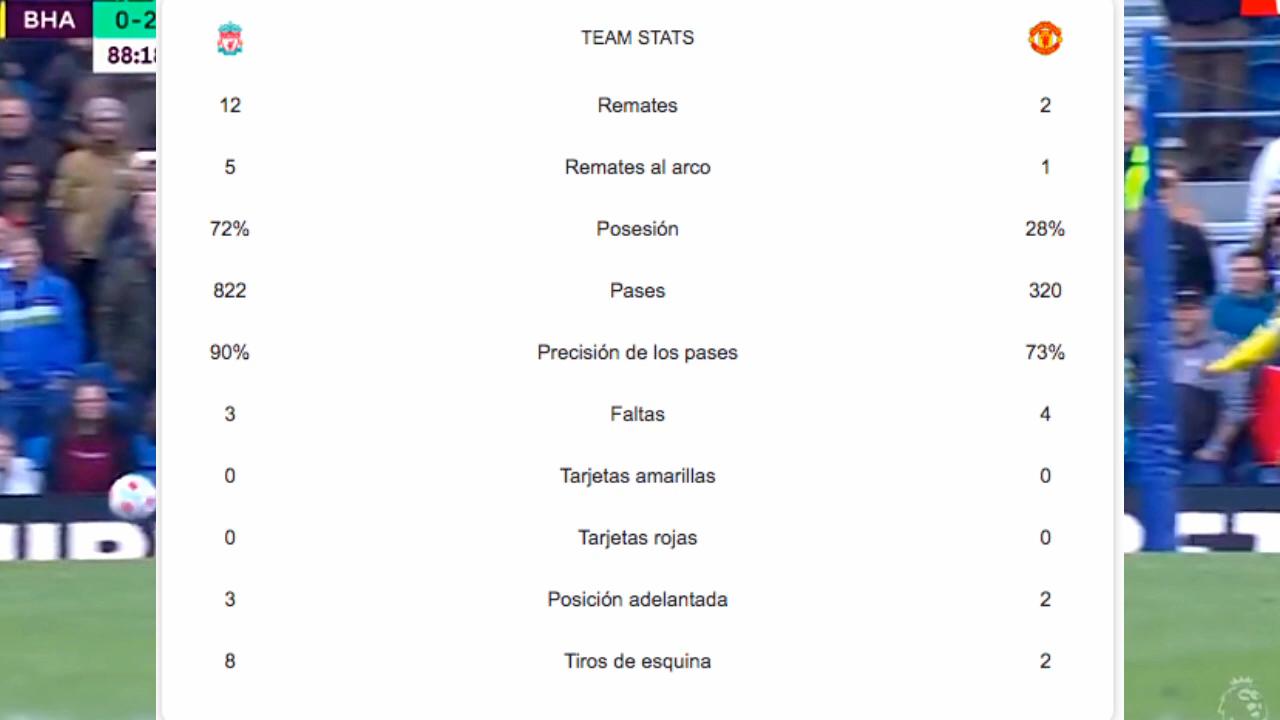 BHA 0-2
88:18
TEAM STATS
12 Remates 2
5 Remates al arco 1
72% Posesión 28%
822 Pases 320
90% Precisión de los pases 73%
3 Faltas 4
0 Tarjetas amarillas 0
0 Tarjetas rojas 0
3 Posición adelantada 2
8 Tiros de esquina 2